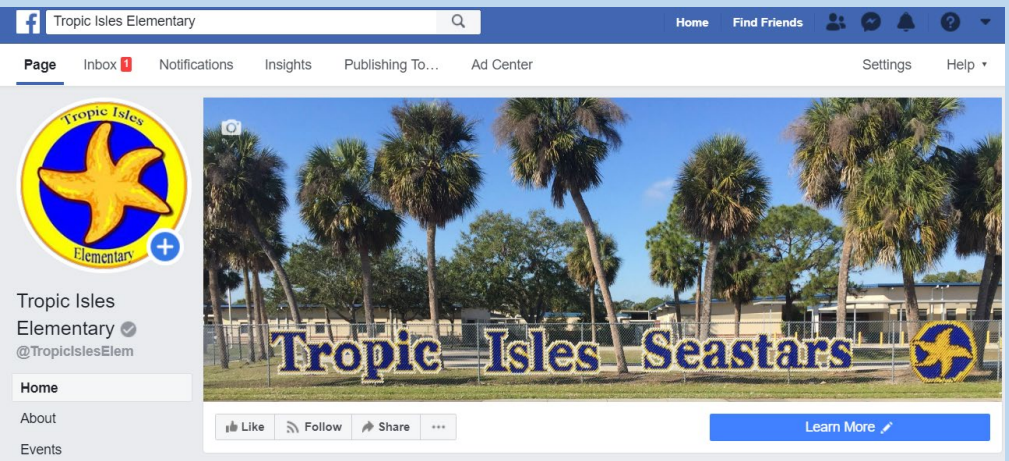 Tropic Isles Elementary
Home Find Friends
Page Inbox 1 Notifications Insights Publishing To... Ad Center Settings Help
Tropic Isles
Elementary
Tropic Isles
Elementary
@TropicIslesElem
Home
About
Events
Tropic Isles Seastars
Like Follow Share ...
Learn More